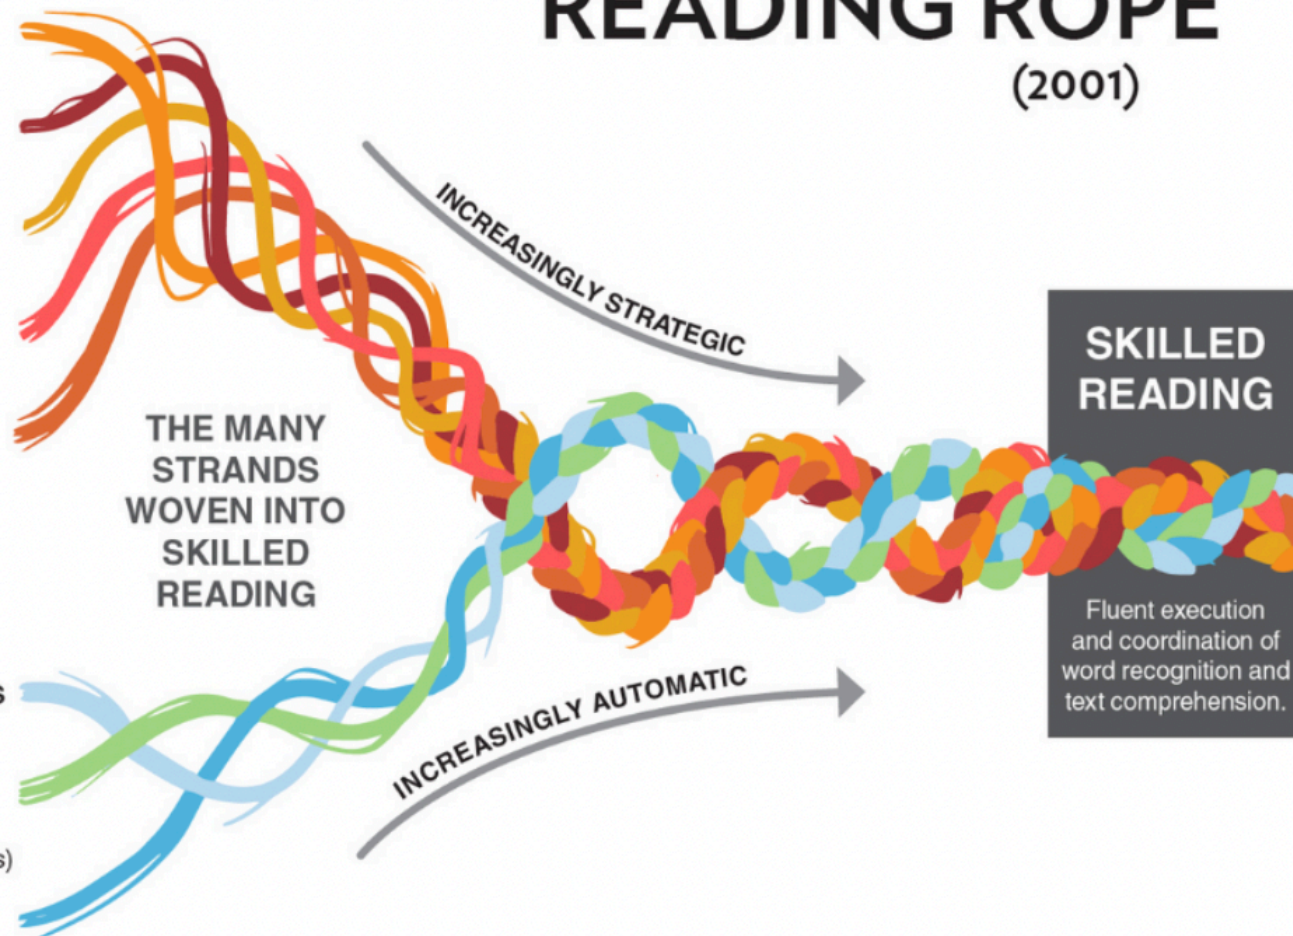 READING ROPE
(2001)
INCREASINGLY STRATEGIC
SKILLED
READING
THE MANY
STRANDS
WOVEN INTO
SKILLED
READING
Fluent execution
and coordination of
word recognition and
text comprehension.
s
INCREASINGLY AUTOMATIC
s)